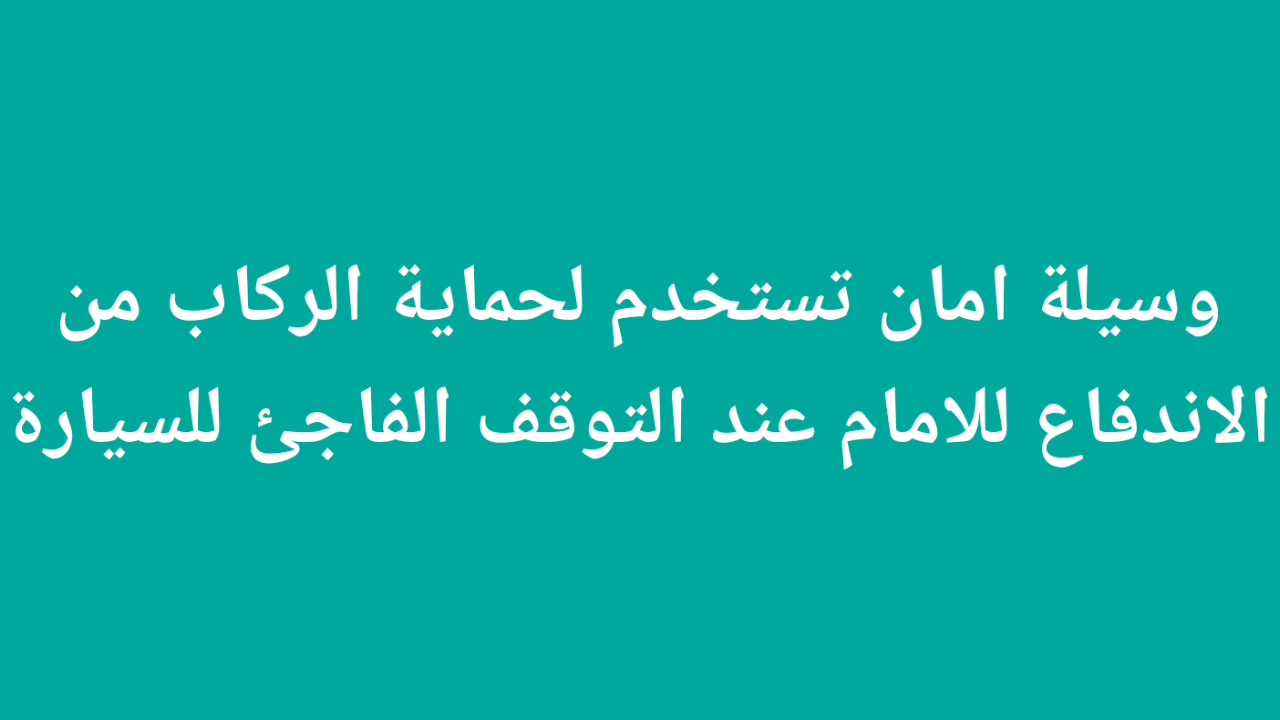 وسيلة امان تستخدم لحماية الركاب من
الاندفاع للامام عند التوقف الفاجئ للسيارة